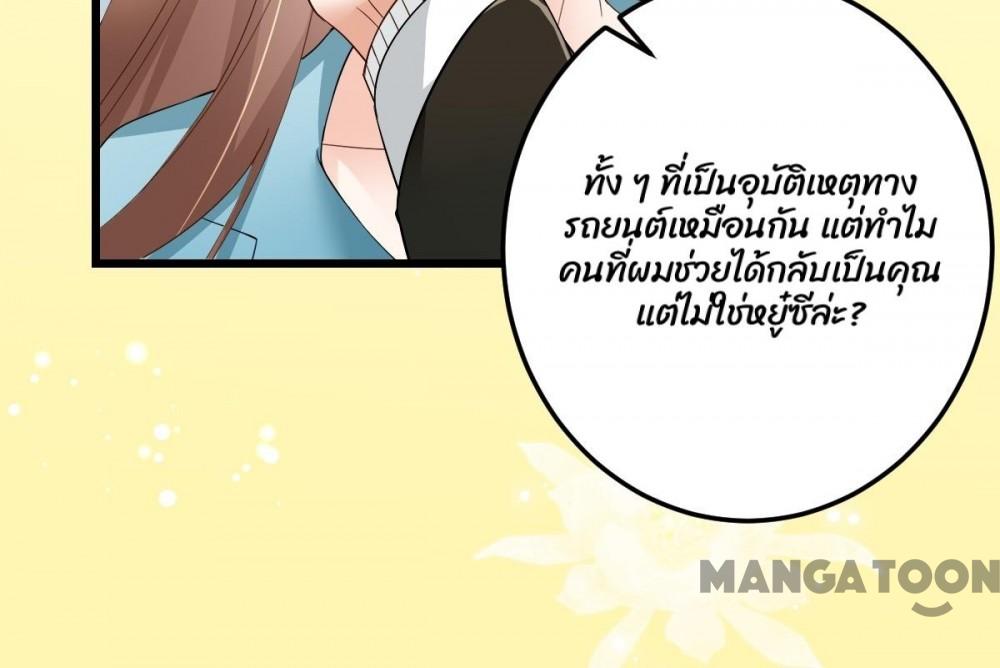 ทั้ง ๆ ที่เป็นอุบัติเหตุทาง
รถยนต์เหมือนกัน แต่ทำไม
คนที่ผมช่วยได้กลับเป็นคุณ
แต่ไม่ใช่หยู๋ซีล่ะ?
MANGATOON